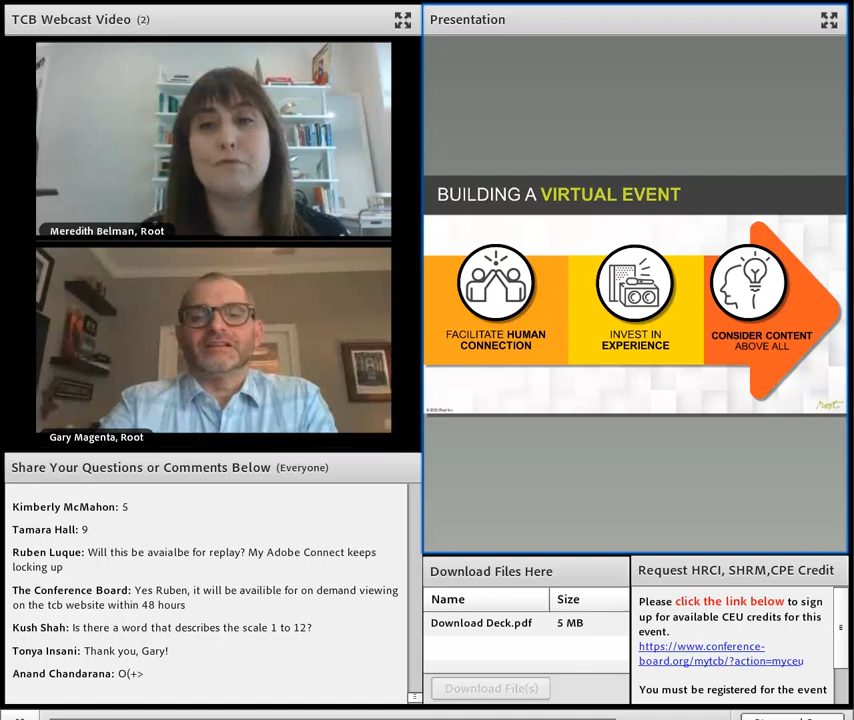 TCB Webcast Video (2)
Meredith Belman, Root
Gary Magenta, Root
Share Your Questions or Comments Below (Everyone)
Kimberly McMahon: 5
Tamara Hall: 9
Ruben Luque: Will this be avaialbe for replay? My Adobe Connect keeps
locking up
The Conference Board: Yes Ruben, it will be availible for on demand viewing
on the tcb website within 48 hours
Kush Shah: Is there a word that describes the scale 1 to 12?
Tonya Insani: Thank you, Gary!
Anand Chandarana: O(+>
Presentation
BUILDING A VIRTUAL EVENT
FACILITATE HUMAN
CONNECTION
INVEST IN
EXPERIENCE
CONSIDER CONTENT
ABOVE ALL
root
Download Files Here
Name Size
Download Deck.pdf 5 MB
Download File(s)
Request HRCI, SHRM,CPE Credit
Please click the link below to sign
up for available CEU credits for this
event.
https://www.conference-
board.org/mytcb/?action=myceu
You must be registered for the event